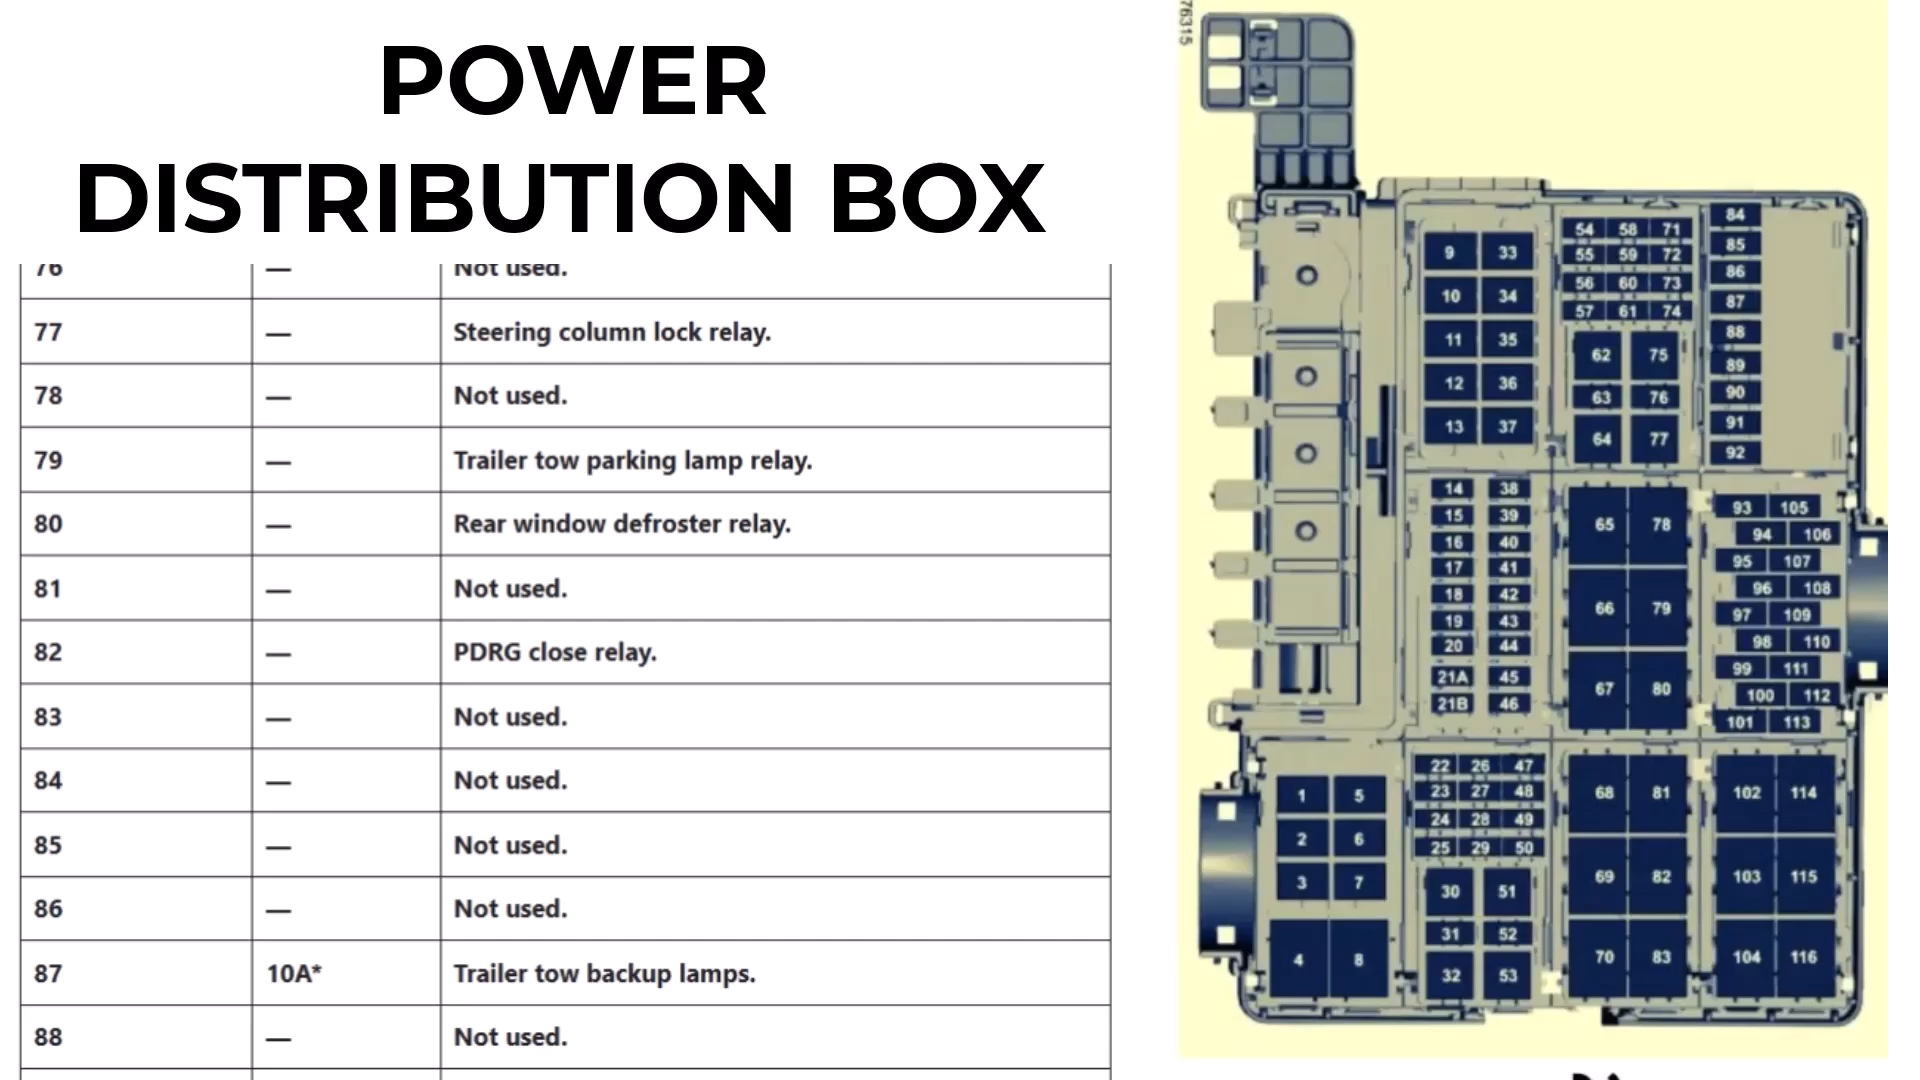 POWER
DISTRIBUTION BOX
76 — Not used.
77 — Steering column lock relay.
78 — Not used.
79 — Trailer tow parking lamp relay.
80 — Rear window defroster relay.
81 — Not used.
82 — PDRG close relay.
83 — Not used.
84 — Not used.
85 — Not used.
86 — Not used.
87 10A* Trailer tow backup lamps.
88 — Not used.
76315
9 33
10 34
11 35
12 36
13 37
54 58 71
55 59 72
56 60 73
57 61 74
62 75
63 76
64 77
84
85
86
87
88
89
90
91
92
14 38
15 39
16 40
17 41
18 42
19 43
20 44
21A 45
21B 46
65 78
66 79
67 80
93 105
94 106
95 107
96 108
97 109
98 110
99 111
100 112
101 113
1 5
2 6
3 7
4 8
22 26 47
23 27 48
24 28 49
25 29 50
30 51
31 52
32 53
68 81
69 82
70 83
102 114
103 115
104 116